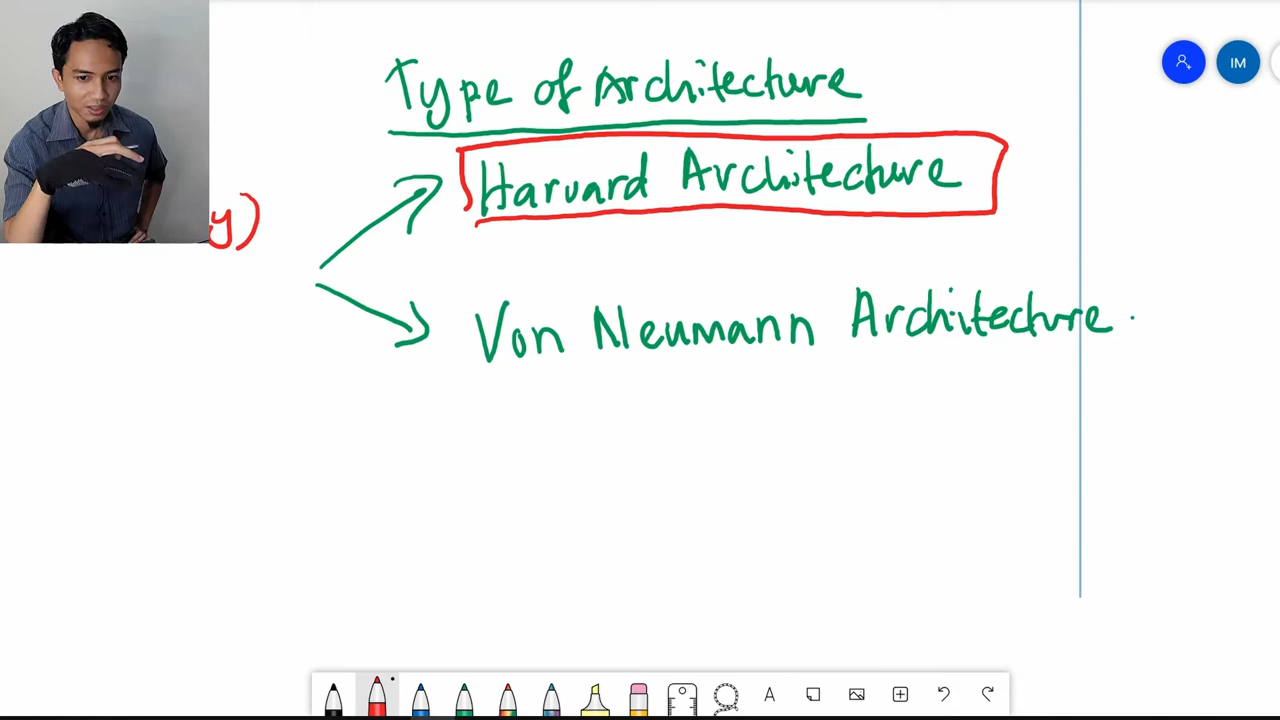 Type of Architecture
Harvard Architecture
y)
Von Neumann Architecture.
IM
A